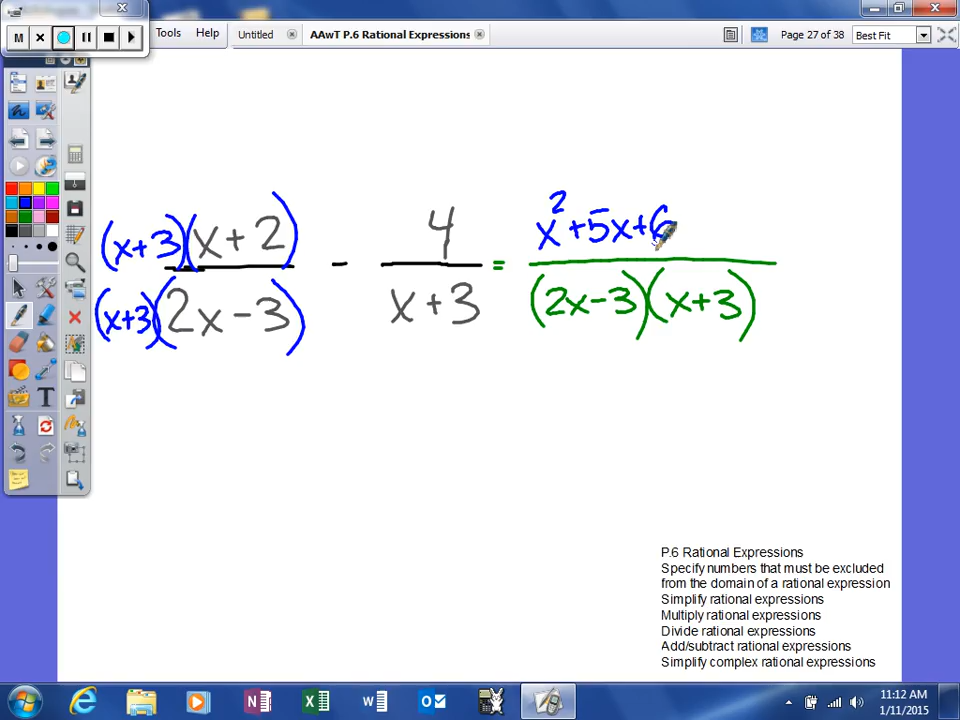 Tools Help Untitled AAwT P.6 Rational Expressions Page 27 of 38 Best Fit
M
(x+3)(x+2) 4 x²+5x+6
- =
(x+3)(2x-3) x+3 (2x-3)(x+3)
P.6 Rational Expressions
Specify numbers that must be excluded
from the domain of a rational expression
Simplify rational expressions
Multiply rational expressions
Divide rational expressions
Add/subtract rational expressions
Simplify complex rational expressions
11:12 AM
1/11/2015